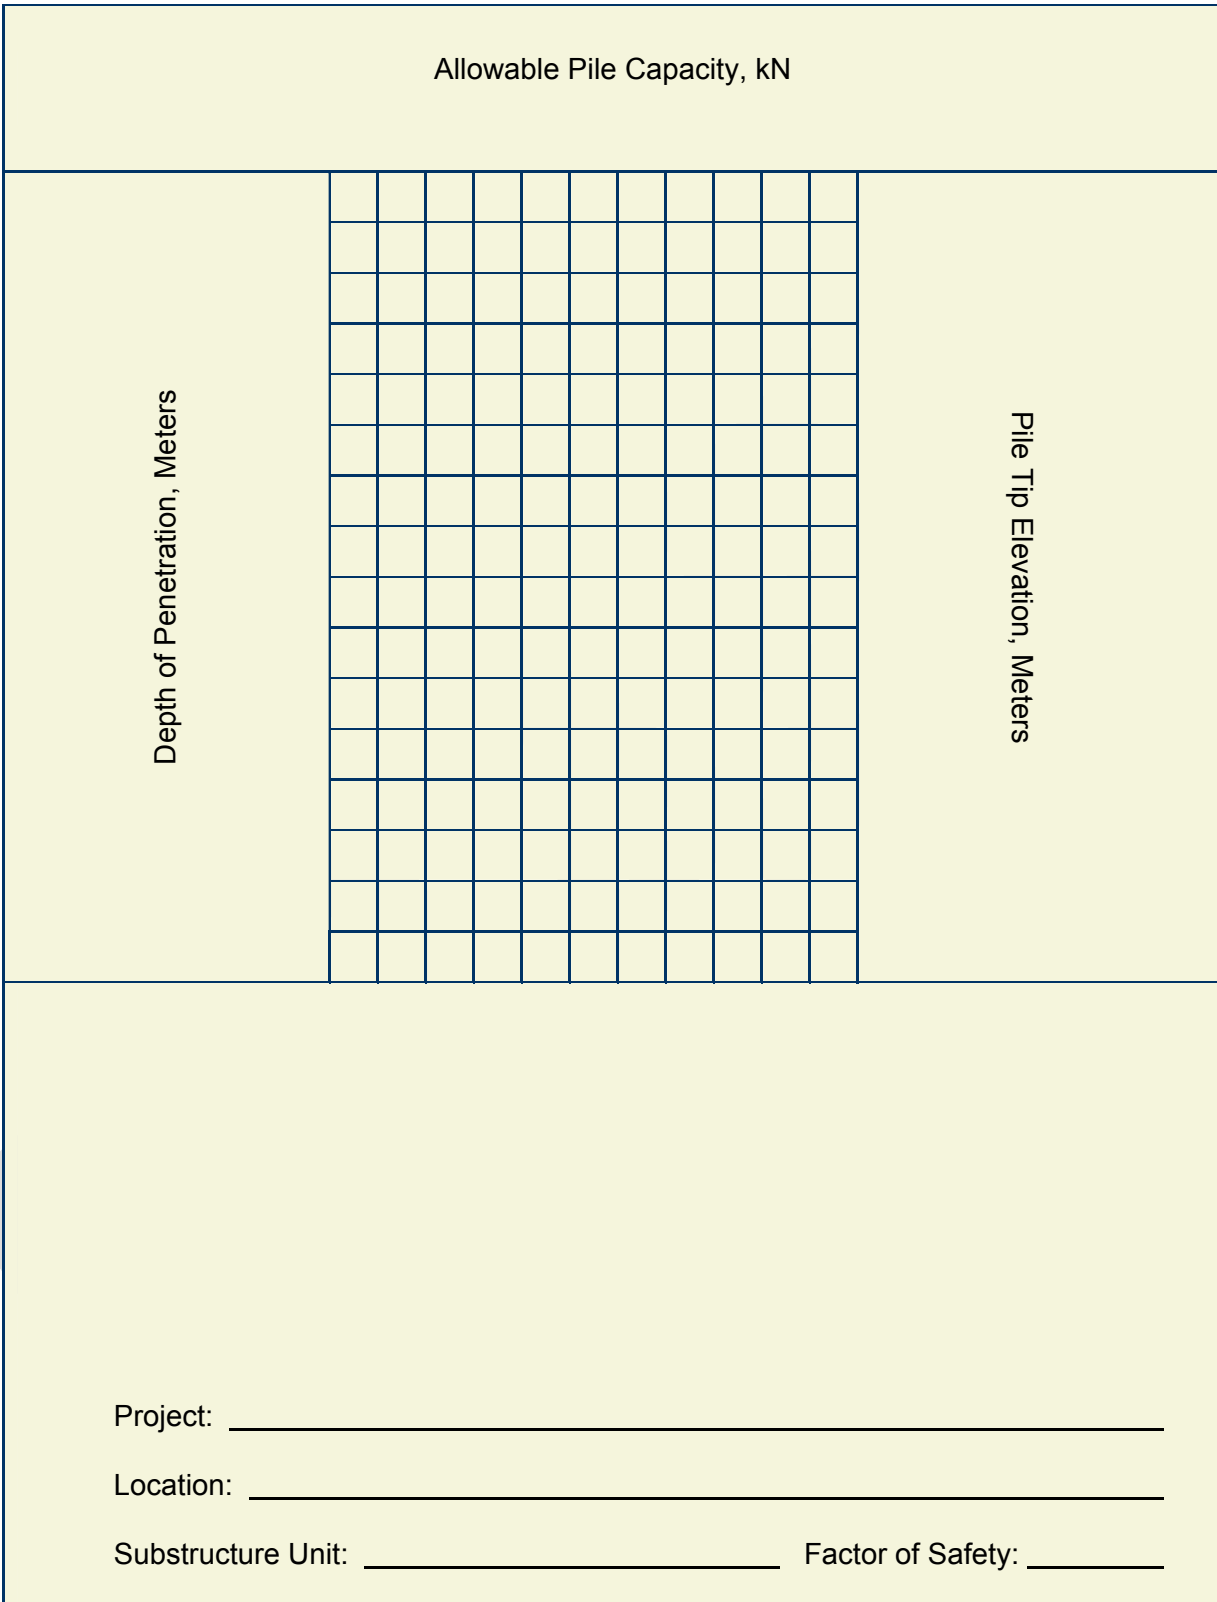 Allowable Pile Capacity, kN
Depth of Penetration, Meters
Pile Tip Elevation, Meters
Project:
Location:
Substructure Unit: Factor of Safety: